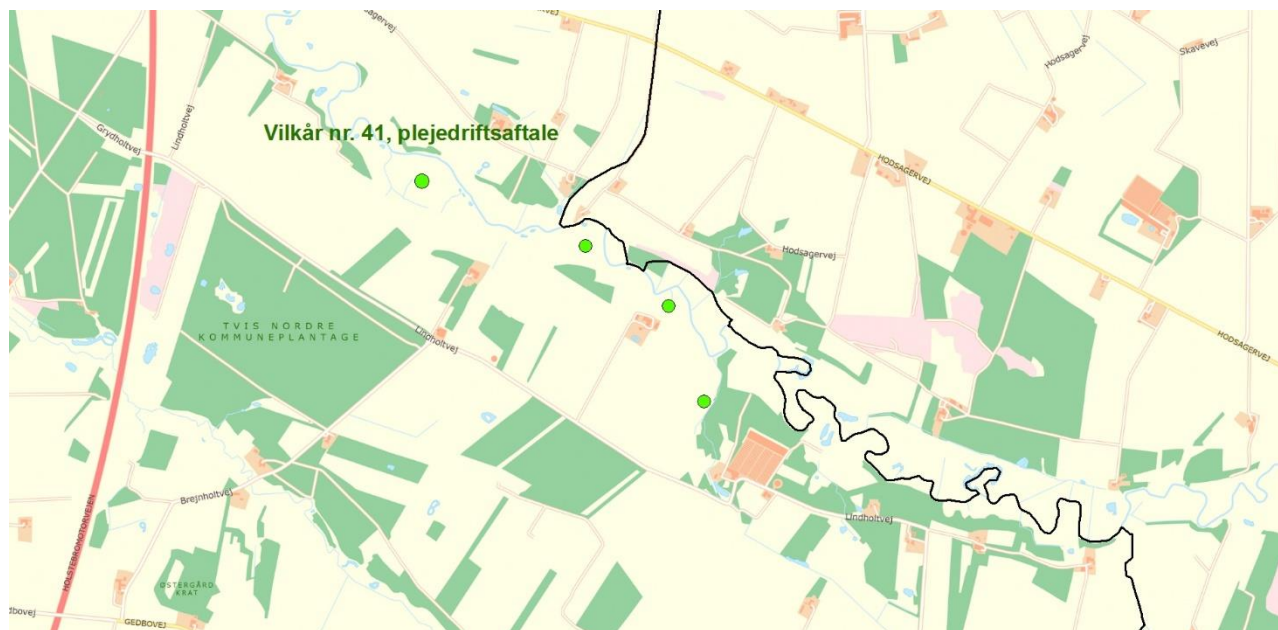 Skavevej
Hodsagervej
Vilkår nr. 41, plejedriftsaftale
Grydholtvej
Lindholtvej
HODSAGERVEJ
Hodsagervej
TVIS NORDRE
KOMMUNEPLANTAGE
Lindholtvej
HODSAGERVEJ
Brejnholtvej
HOLSTEBROMOTORVEJEN
Lindholtvej
ØSTERGÅRD
KRAT
GEDBOVEJ